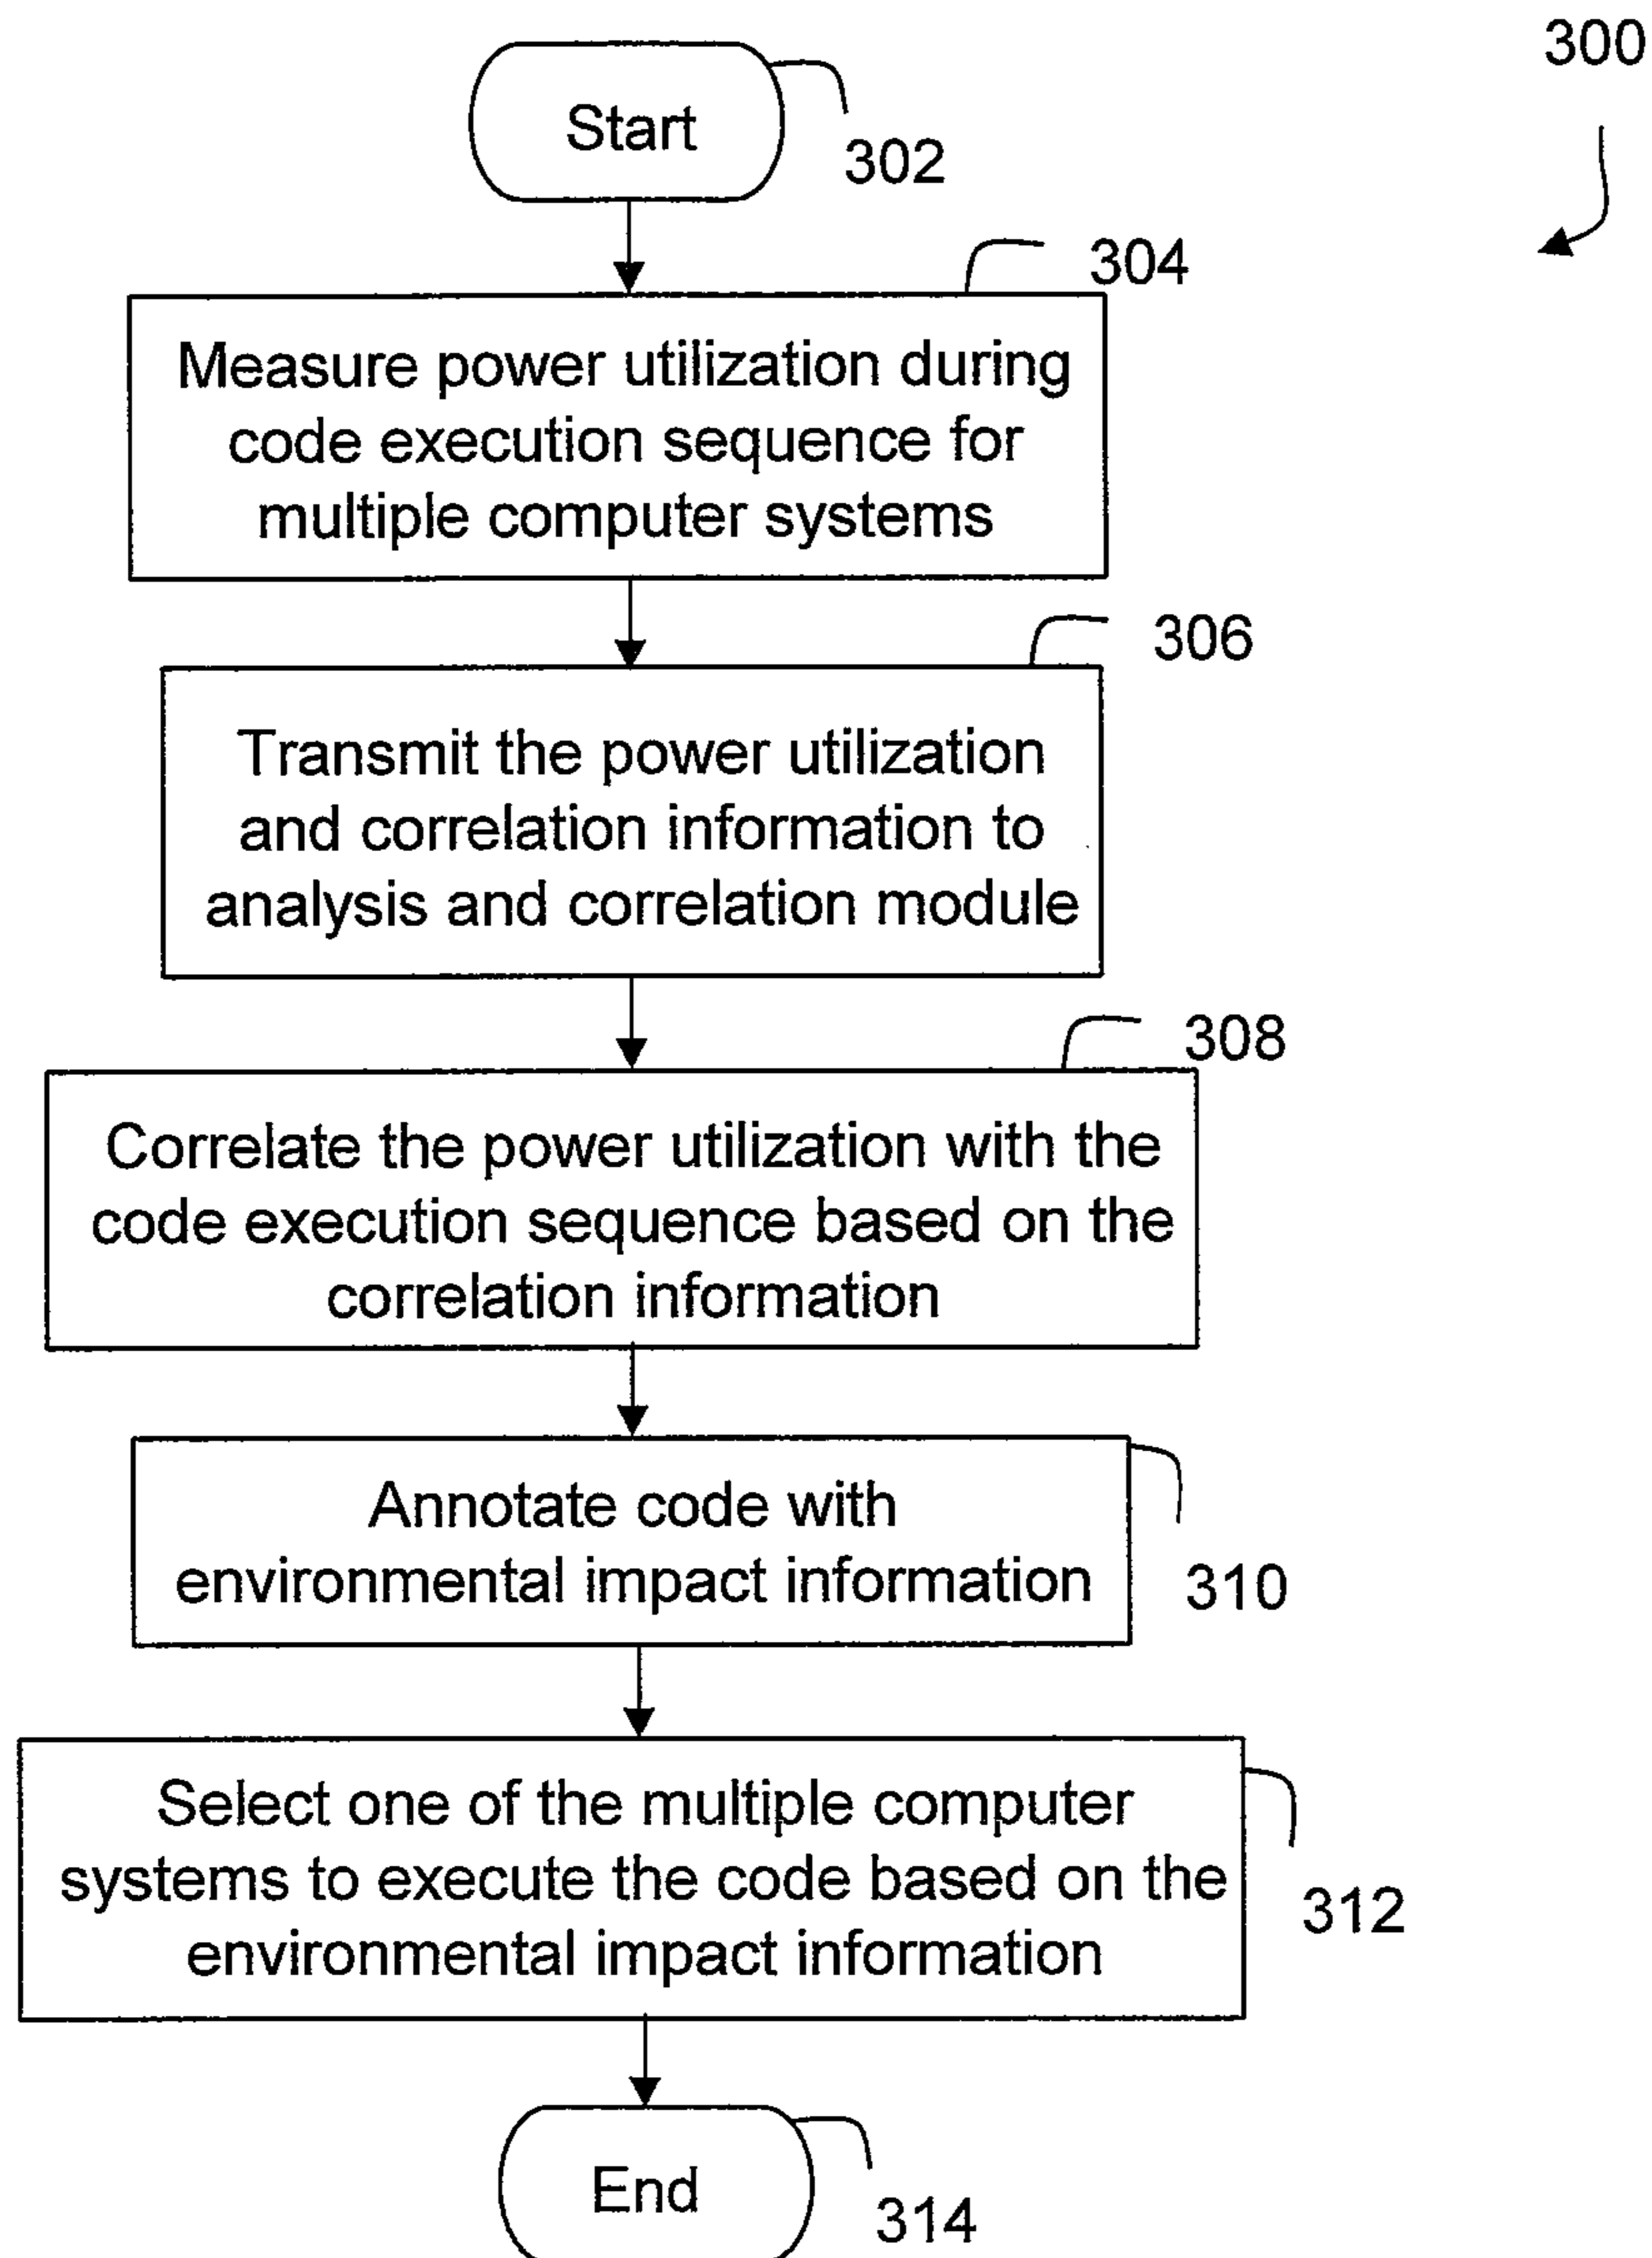 300
Start
302
304
Measure power utilization during
code execution sequence for
multiple computer systems
306
Transmit the power utilization
and correlation information to
analysis and correlation module
308
Correlate the power utilization with the
code execution sequence based on the
correlation information
Annotate code with
environmental impact information
310
Select one of the multiple computer
systems to execute the code based on the
environmental impact information
312
End
314